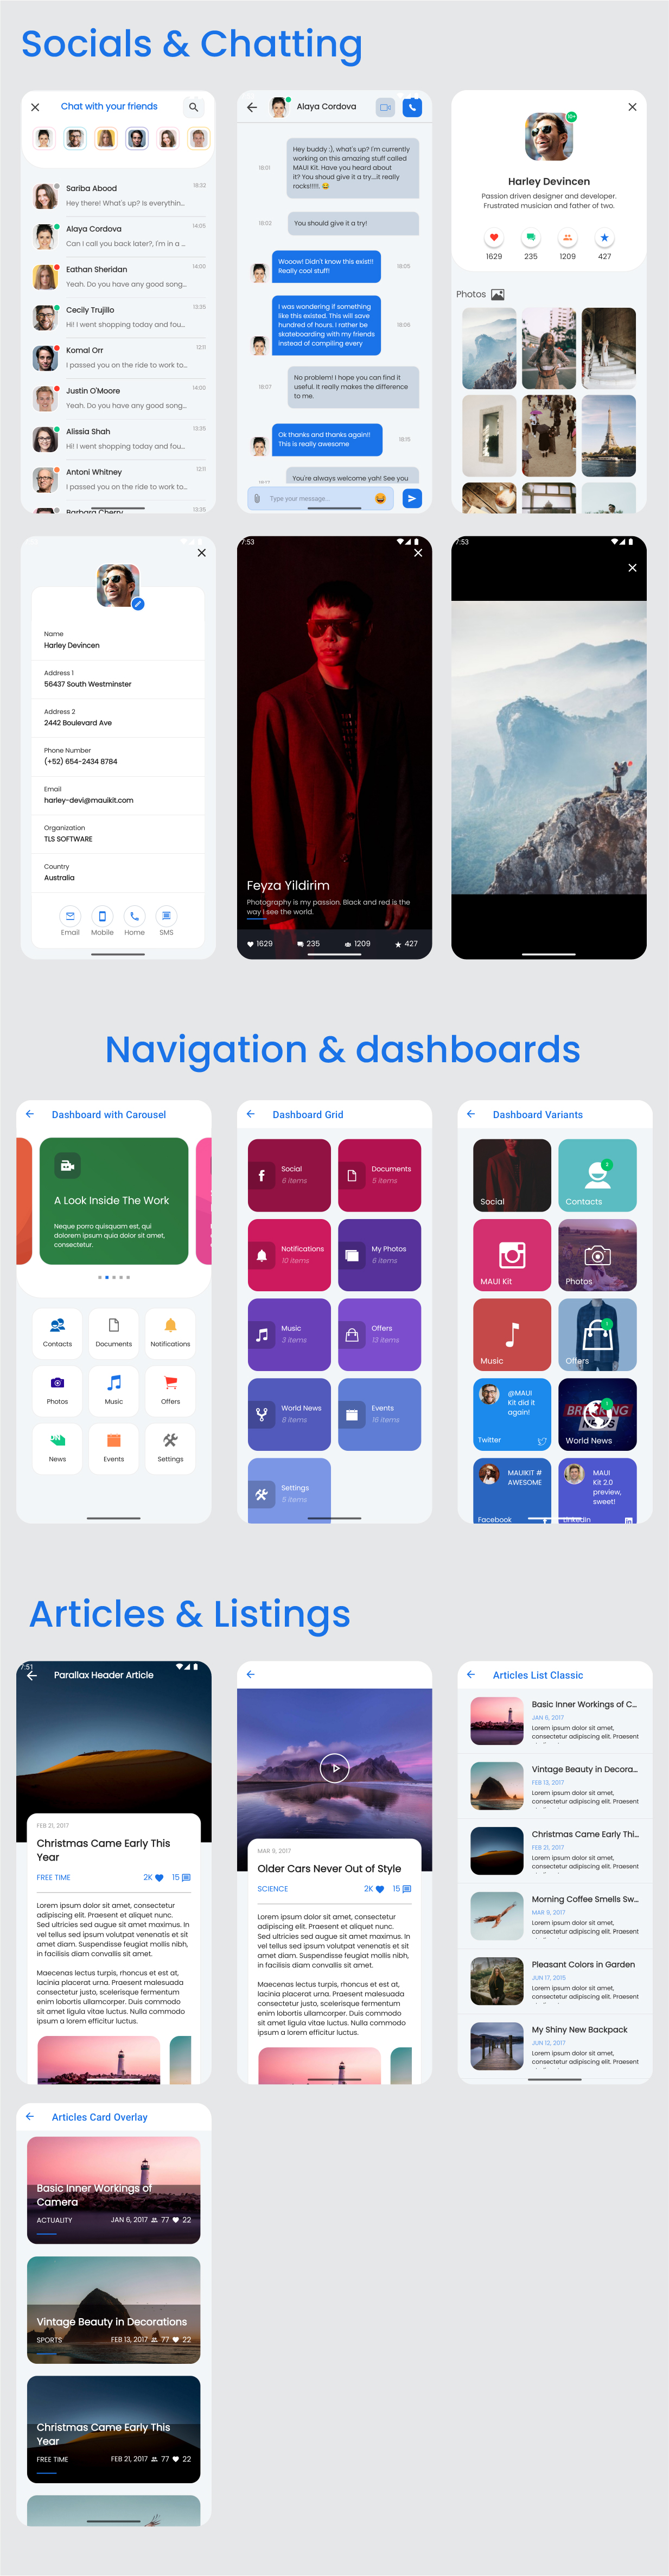 Socials & Chatting
Chat with your friends
Sariba Abood
18:32
Hey there! What's up? Is everythin...
Alaya Cordova
14:05
Can I call you back later?, I'm in a ...
Eathan Sheridan
14:00
Yeah. Do you have any good song...
Cecily Trujillo
13:35
Hi! I went shopping today and fou...
Komal Orr
12:11
I passed you on the ride to work to...
Justin O'Moore
14:00
Yeah. Do you have any good song...
Alissia Shah
13:35
Hi! I went shopping today and fou...
Antoni Whitney
12:11
I passed you on the ride to work to...
Barbara Cherry
13:35
Alaya Cordova
Hey buddy :), what's up? I'm currently
working on this amazing stuff called
MAUI Kit. Have you heard about
it? You shoud give it a try...it really
rocks!!!!!. 😂
18:01
You should give it a try!
18:02
Wooow! Didn't know this exist!!
Really cool stuff!
18:05
I was wondering if something
like this existed. This will save
hundred of hours. I rather be
skateboarding with my friends
instead of compiling every
18:06
No problem! I hope you can find it
useful. It really makes the difference
to me.
18:07
Ok thanks and thanks again!!
This is really awesome
18:15
You're always welcome yah! See you
Type your message...
Harley Devincen
Passion driven designer and developer.
Frustrated musician and father of two.
1629
235
1209
427
Photos
Name
Harley Devincen
Address 1
56437 South Westminster
Address 2
2442 Boulevard Ave
Phone Number
(+52) 654-2434 8784
Email
harley-devi@mauikit.com
Organization
TLS SOFTWARE
Country
Australia
Email
Mobile
Home
SMS
7:53
Feyza Yildirim
Photography is my passion. Black and red is the
way I see the world.
1629
235
1209
427
7:53
Navigation & dashboards
Dashboard with Carousel
A Look Inside The Work
Neque porro quisquam est, qui
dolorem ipsum quia dolor sit amet,
consectetur.
Contacts
Documents
Notifications
Photos
Music
Offers
News
Events
Settings
Dashboard Grid
Social
6 items
Documents
5 items
Notifications
10 items
My Photos
6 items
Music
3 items
Offers
13 items
World News
8 items
Events
16 items
Settings
5 items
Dashboard Variants
Social
Contacts
MAUI Kit
Photos
Music
Offers
@MAUI
Kit did it
again!
Twitter
BREAKING
NEWS
World News
MAUIKIT #
AWESOME
Facebook
MAUI
Kit 2.0
preview,
sweet!
LinkedIn
Articles & Listings
7:51
Parallax Header Article
FEB 21, 2017
Christmas Came Early This
Year
FREE TIME
2K
15
Lorem ipsum dolor sit amet, consectetur
adipiscing elit. Praesent et aliquet nunc.
Sed ultricies sed augue sit amet maximus. In
vel tellus sed ipsum volutpat venenatis et sit
amet diam. Suspendisse feugiat mollis nibh,
in facilisis diam convallis sit amet.
Maecenas lectus turpis, rhoncus et est at,
lacinia placerat urna. Praesent malesuada
consectetur justo, scelerisque fermentum
enim lobortis ullamcorper. Duis commodo
sit amet ligula vitae luctus. Nulla commodo
ipsum a lorem efficitur luctus.
MAR 9, 2017
Older Cars Never Out of Style
SCIENCE
2K
15
Lorem ipsum dolor sit amet, consectetur
adipiscing elit. Praesent et aliquet nunc.
Sed ultricies sed augue sit amet maximus. In
vel tellus sed ipsum volutpat venenatis et sit
amet diam. Suspendisse feugiat mollis nibh,
in facilisis diam convallis sit amet.
Maecenas lectus turpis, rhoncus et est at,
lacinia placerat urna. Praesent malesuada
consectetur justo, scelerisque fermentum
enim lobortis ullamcorper. Duis commodo
sit amet ligula vitae luctus. Nulla commodo
ipsum a lorem efficitur luctus.
Articles List Classic
Basic Inner Workings of C...
JAN 6, 2017
Lorem ipsum dolor sit amet,
consectetur adipiscing elit. Praesent
Vintage Beauty in Decora...
FEB 13, 2017
Lorem ipsum dolor sit amet,
consectetur adipiscing elit. Praesent
Christmas Came Early Thi...
FEB 21, 2017
Lorem ipsum dolor sit amet,
consectetur adipiscing elit. Praesent
Morning Coffee Smells Sw...
MAR 9, 2017
Lorem ipsum dolor sit amet,
consectetur adipiscing elit. Praesent
Pleasant Colors in Garden
JUN 17, 2015
Lorem ipsum dolor sit amet,
consectetur adipiscing elit. Praesent
My Shiny New Backpack
JUN 12, 2017
Lorem ipsum dolor sit amet,
consectetur adipiscing elit. Praesent
Articles Card Overlay
Basic Inner Workings of
Camera
ACTUALITY
JAN 6, 2017
77
22
Vintage Beauty in Decorations
SPORTS
FEB 13, 2017
77
22
Christmas Came Early This
Year
FREE TIME
FEB 21, 2017
77
22